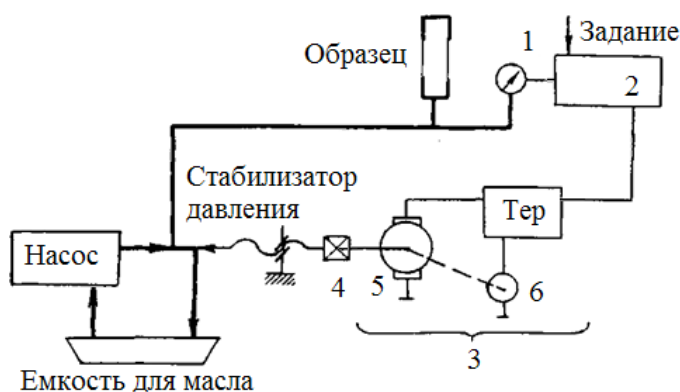 Задание
Образец
1
2
Стабилизатор
давления
Тер
Насос
4
5
6
3
Емкость для масла